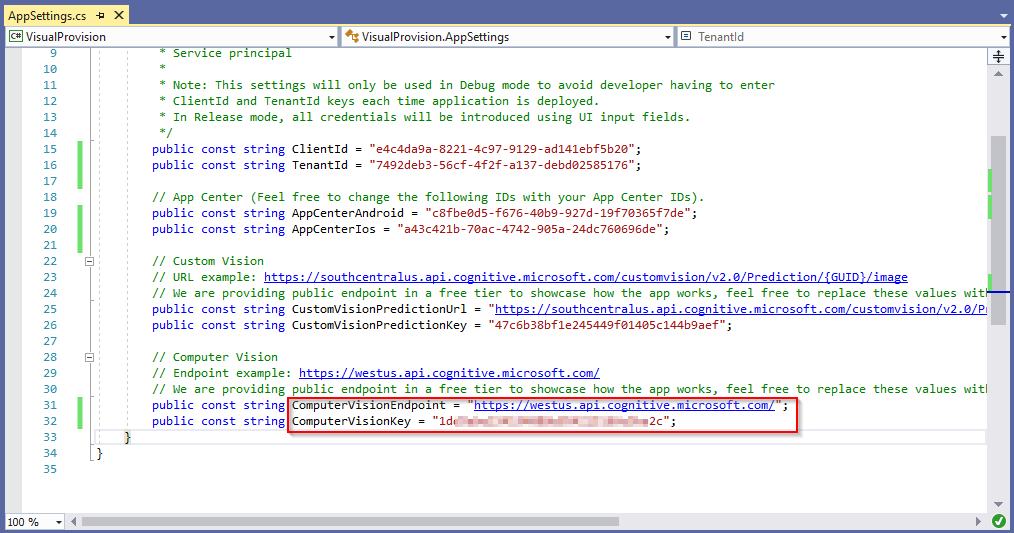 AppSettings.cs
VisualProvision
VisualProvision.AppSettings
TenantId
9 * Service principal
10 *
11 * Note: This settings will only be used in Debug mode to avoid developer having to enter
12 * ClientId and TenantId keys each time application is deployed.
13 * In Release mode, all credentials will be introduced using UI input fields.
14 */
15 public const string ClientId = "e4c4da9a-8221-4c97-9129-ad141ebf5b20";
16 public const string TenantId = "7492deb3-56cf-4f2f-a137-debd02585176";
17
18 // App Center (Feel free to change the following IDs with your App Center IDs).
19 public const string AppCenterAndroid = "c8fbe0d5-f676-40b9-927d-19f70365f7de";
20 public const string AppCenterIos = "a43c421b-70ac-4742-905a-24dc760696de";
21
22 // Custom Vision
23 // URL example: https://southcentralus.api.cognitive.microsoft.com/customvision/v2.0/Prediction/{GUID}/image
24 // We are providing public endpoint in a free tier to showcase how the app works, feel free to replace these values with
25 public const string CustomVisionPredictionUrl = "https://southcentralus.api.cognitive.microsoft.com/customvision/v2.0/P
26 public const string CustomVisionPredictionKey = "47c6b38bf1e245449f01405c144b9aef";
27
28 // Computer Vision
29 // Endpoint example: https://westus.api.cognitive.microsoft.com/
30 // We are providing public endpoint in a free tier to showcase how the app works, feel free to replace these values with
31 public const string ComputerVisionEndpoint = "https://westus.api.cognitive.microsoft.com/";
32 public const string ComputerVisionKey = "1d 2c";
33 }
34 }
35
100 %